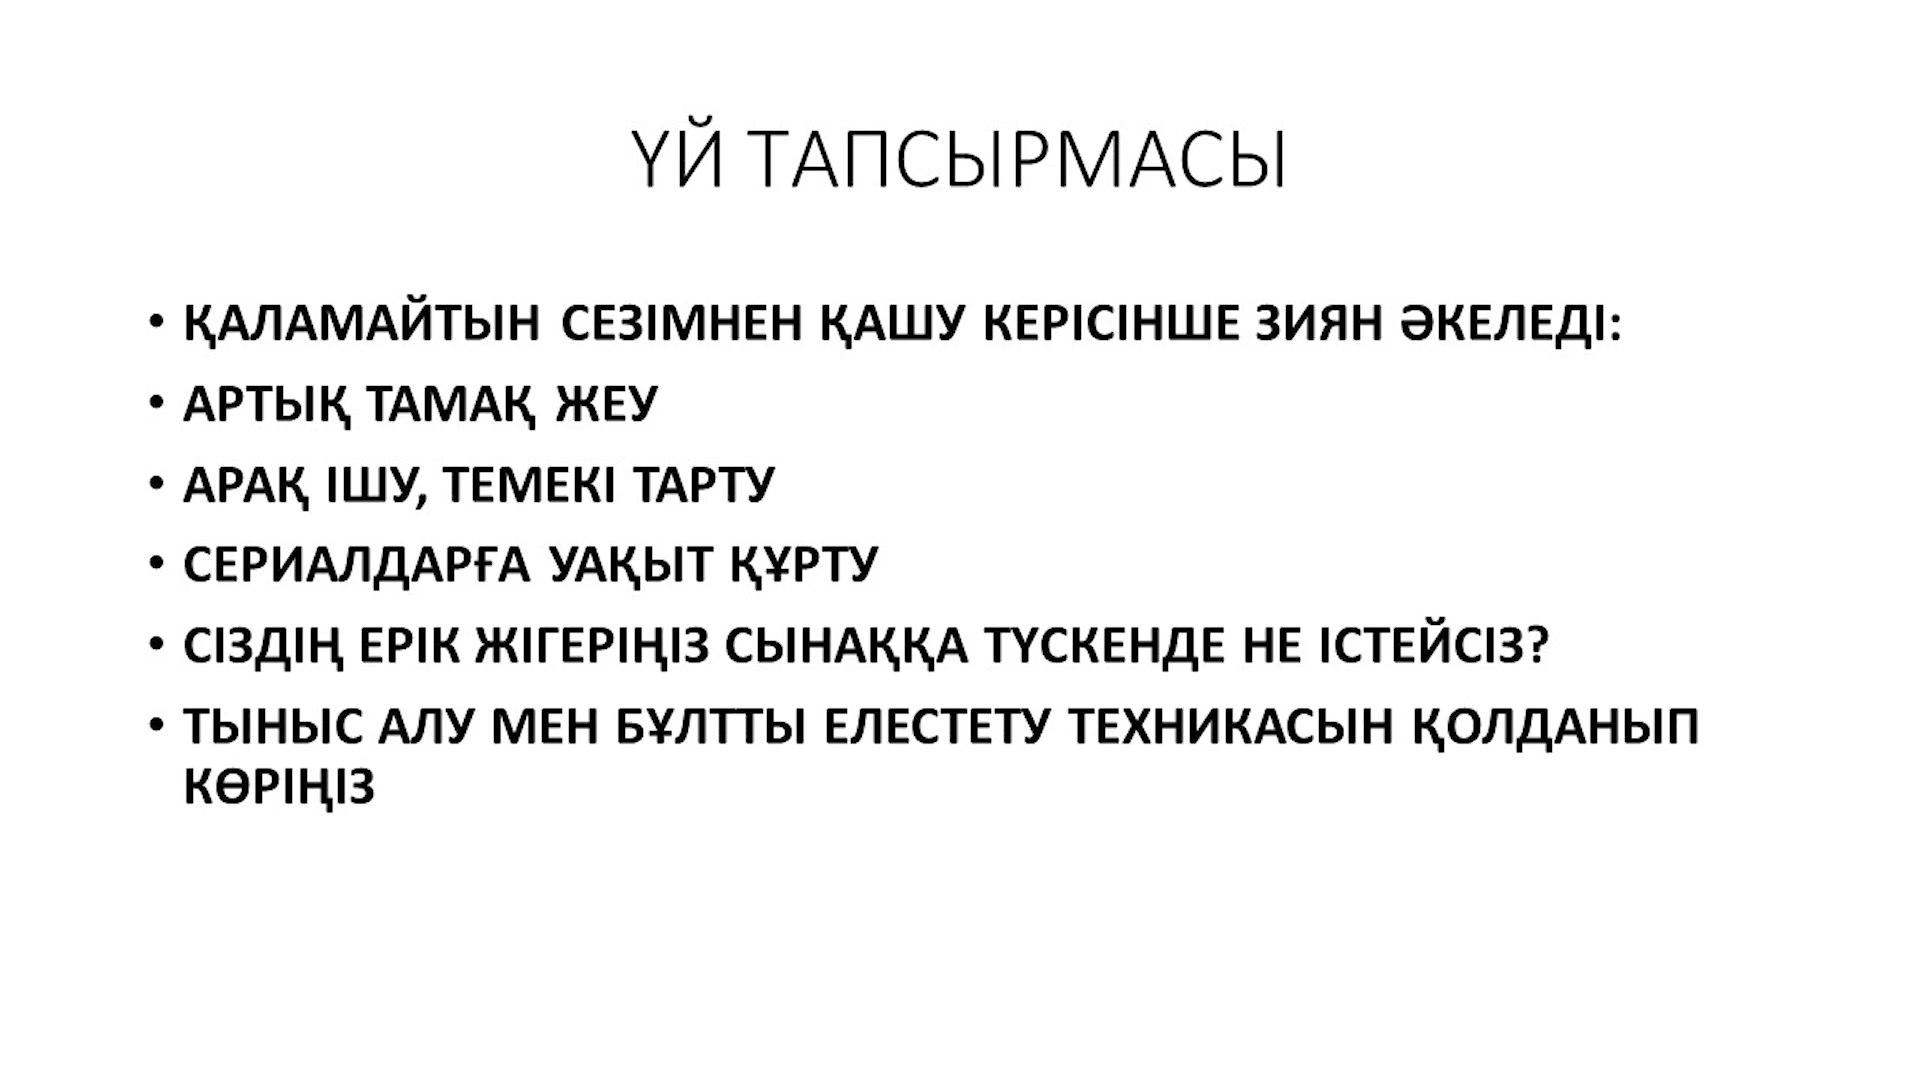 ҮЙ ТАПСЫРМАСЫ
• ҚАЛАМАЙТЫН СЕЗІМНЕН ҚАШУ КЕРІСІНШЕ ЗИЯН ӘКЕЛЕДІ:
• АРТЫҚ ТАМАҚ ЖЕУ
• АРАҚ ІШУ, ТЕМЕКІ ТАРТУ
• СЕРИАЛДАРҒА УАҚЫТ ҚҰРТУ
• СІЗДІҢ ЕРІК ЖІГЕРІҢІЗ СЫНАҚҚА ТҮСКЕНДЕ НЕ ІСТЕЙСІЗ?
• ТЫНЫС АЛУ МЕН БҰЛТТЫ ЕЛЕСТЕТУ ТЕХНИКАСЫН ҚОЛДАНЫП
КӨРІҢІЗ